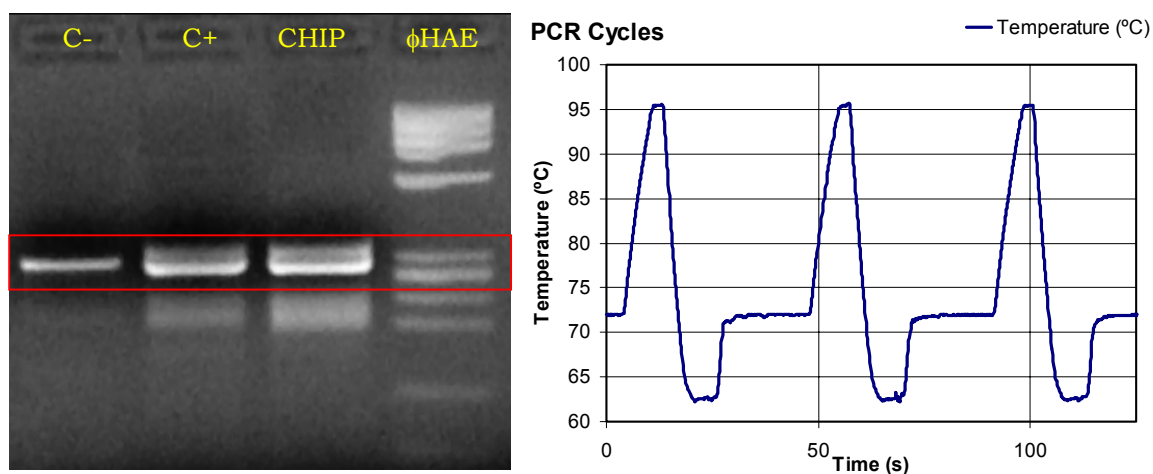 C- C+ CHIP ϕHAE
PCR Cycles
Temperature (ºC)
Temperature (ºC)
100
95
90
85
80
75
70
65
60
0 50 100
Time (s)